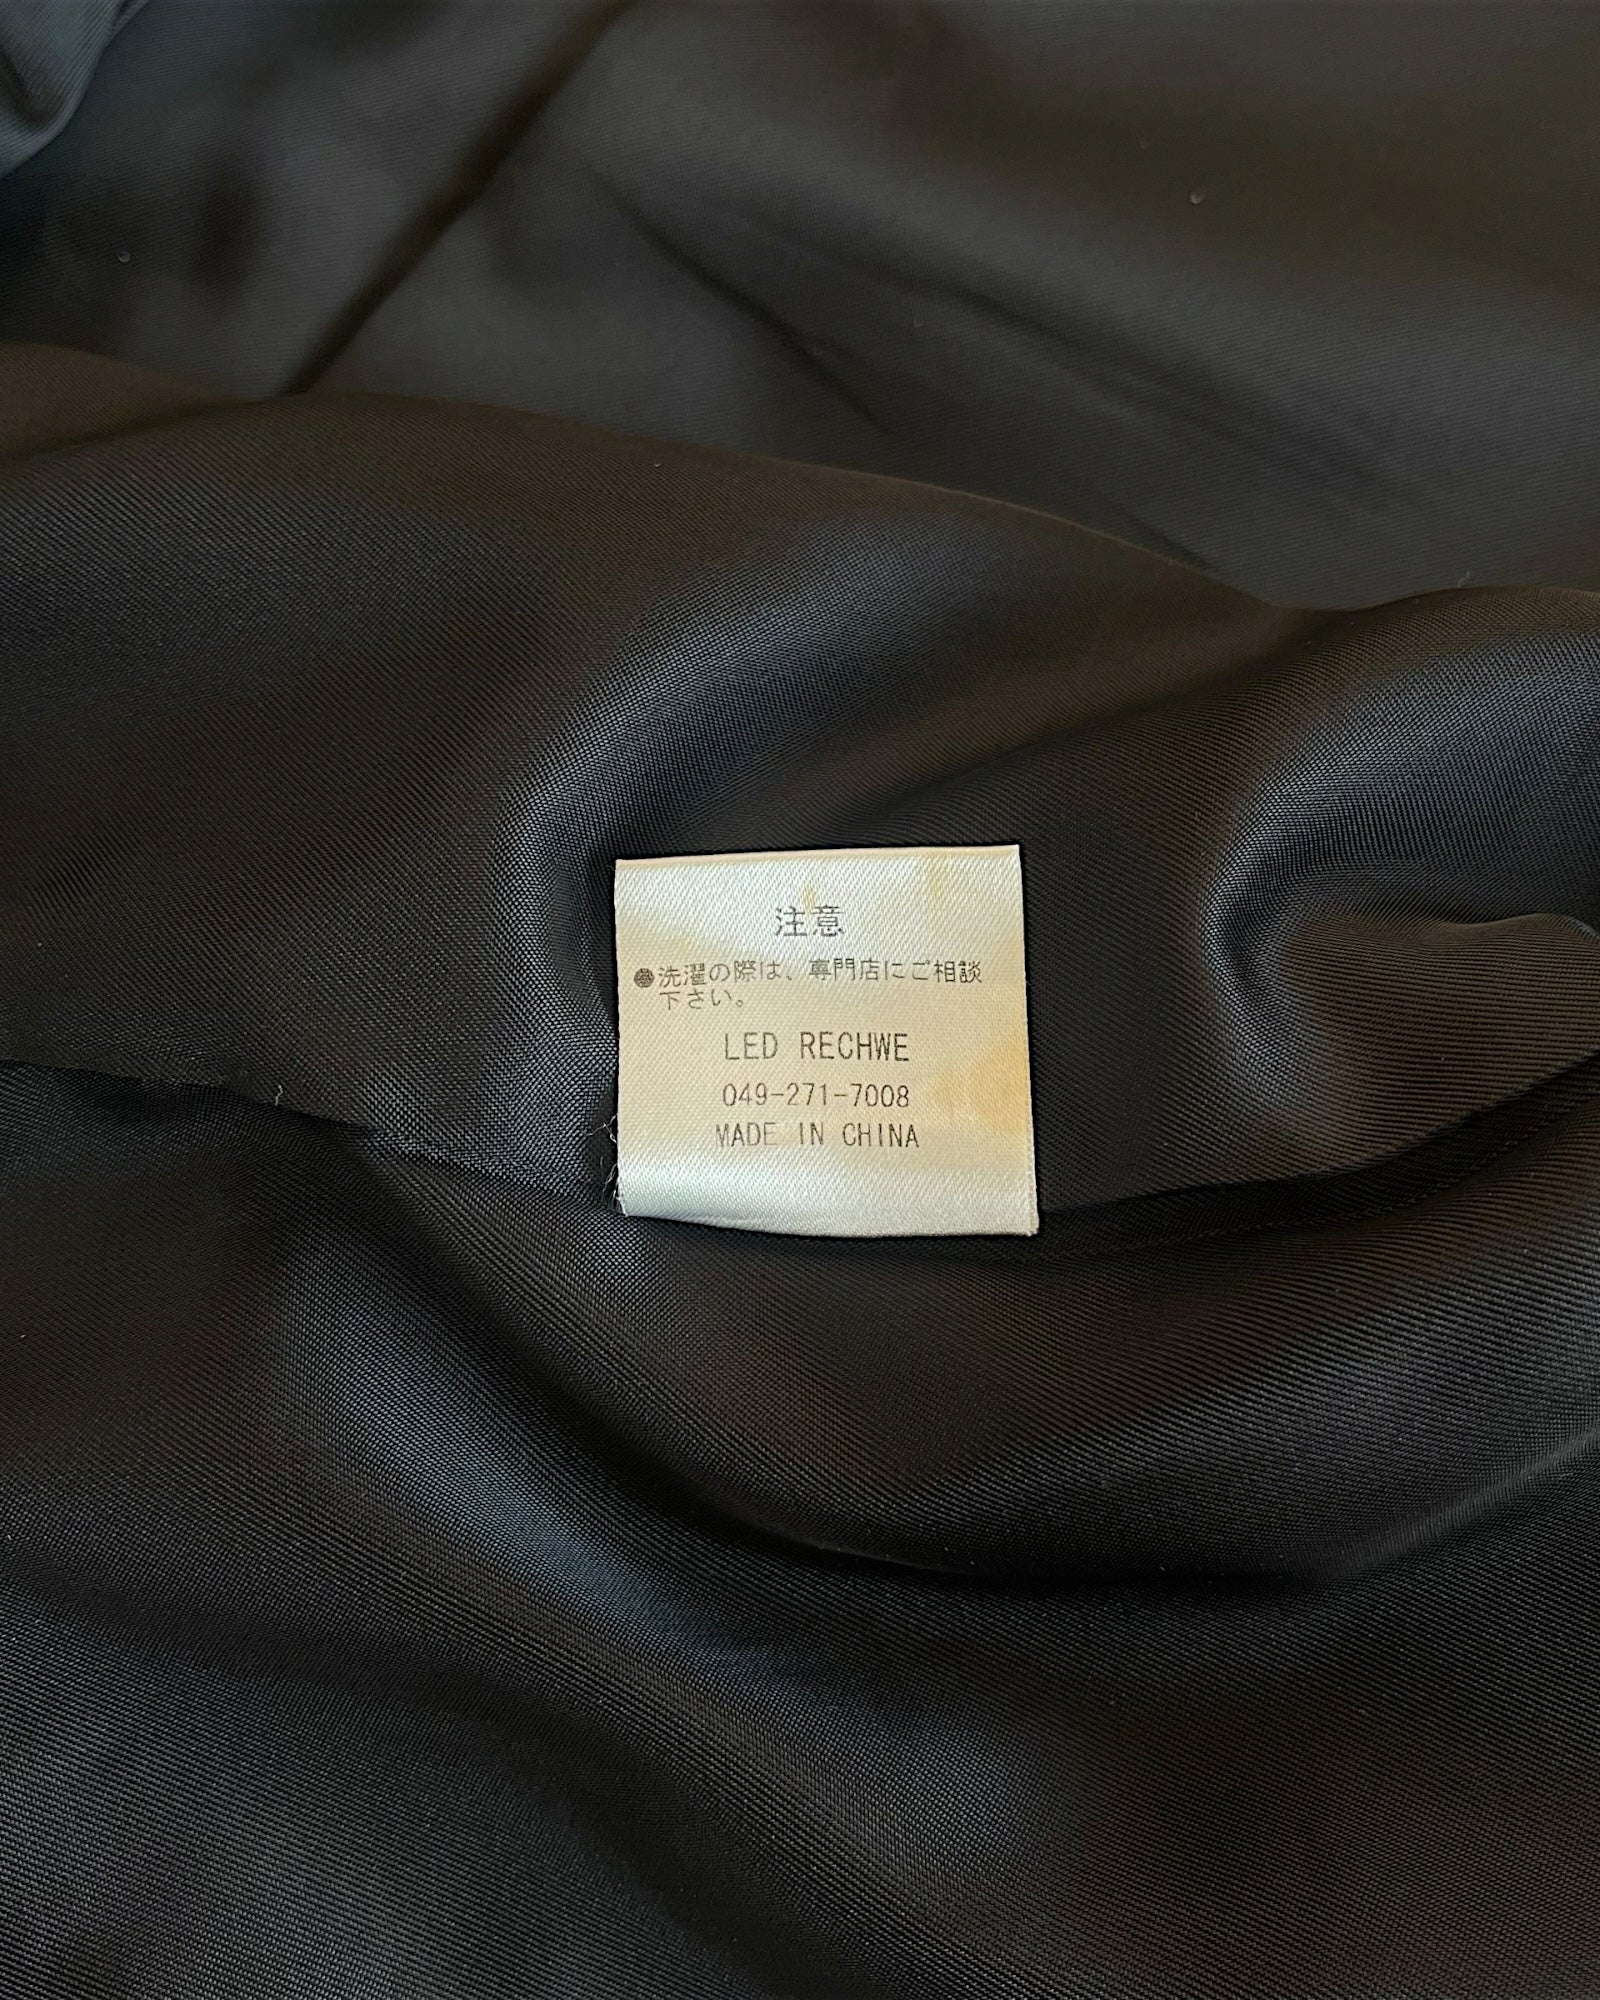 注意
●洗濯の際は、専門店にご相談
下さい。
LED RECHWE
049-271-7008
MADE IN CHINA